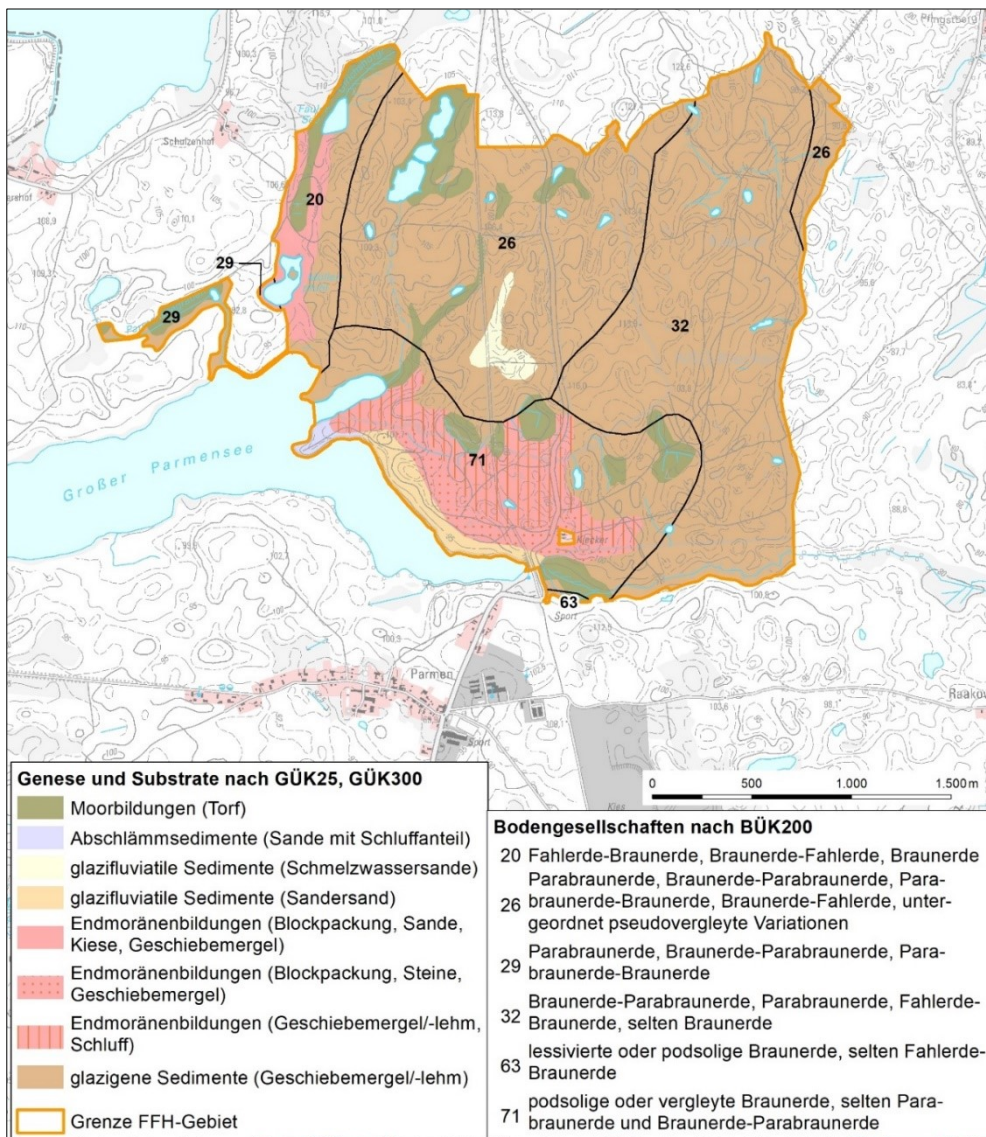 Pfingstberg
Scholzenhof
ershof
20
26
26
29
29
32
71
63
Großer Parmensee
Klecker
Sport
Parmen
Sport
Raakow
Kies
0 500 1.000 1.500 m
Genese und Substrate nach GÜK25, GÜK300
Moorbildungen (Torf)
Abschlämmsedimente (Sande mit Schluffanteil)
glazifluviatile Sedimente (Schmelzwassersande)
glazifluviatile Sedimente (Sandersand)
Endmoränenbildungen (Blockpackung, Sande,
Kiese, Geschiebemergel)
Endmoränenbildungen (Blockpackung, Steine,
Geschiebemergel)
Endmoränenbildungen (Geschiebemergel/-lehm,
Schluff)
glazigene Sedimente (Geschiebemergel/-lehm)
Grenze FFH-Gebiet
Bodengesellschaften nach BÜK200
20 Fahlerde-Braunerde, Braunerde-Fahlerde, Braunerde
Parabraunerde, Braunerde-Parabraunerde, Para-
26 braunerde-Braunerde, Braunerde-Fahlerde, unter-
geordnet pseudovergleyte Variationen
29 Parabraunerde, Braunerde-Parabraunerde, Para-
braunerde-Braunerde
32 Braunerde-Parabraunerde, Parabraunerde, Fahlerde-
Braunerde, selten Braunerde
63 lessivierte oder podsolige Braunerde, selten Fahlerde-
Braunerde
71 podsolige oder vergleyte Braunerde, selten Para-
braunerde und Braunerde-Parabraunerde